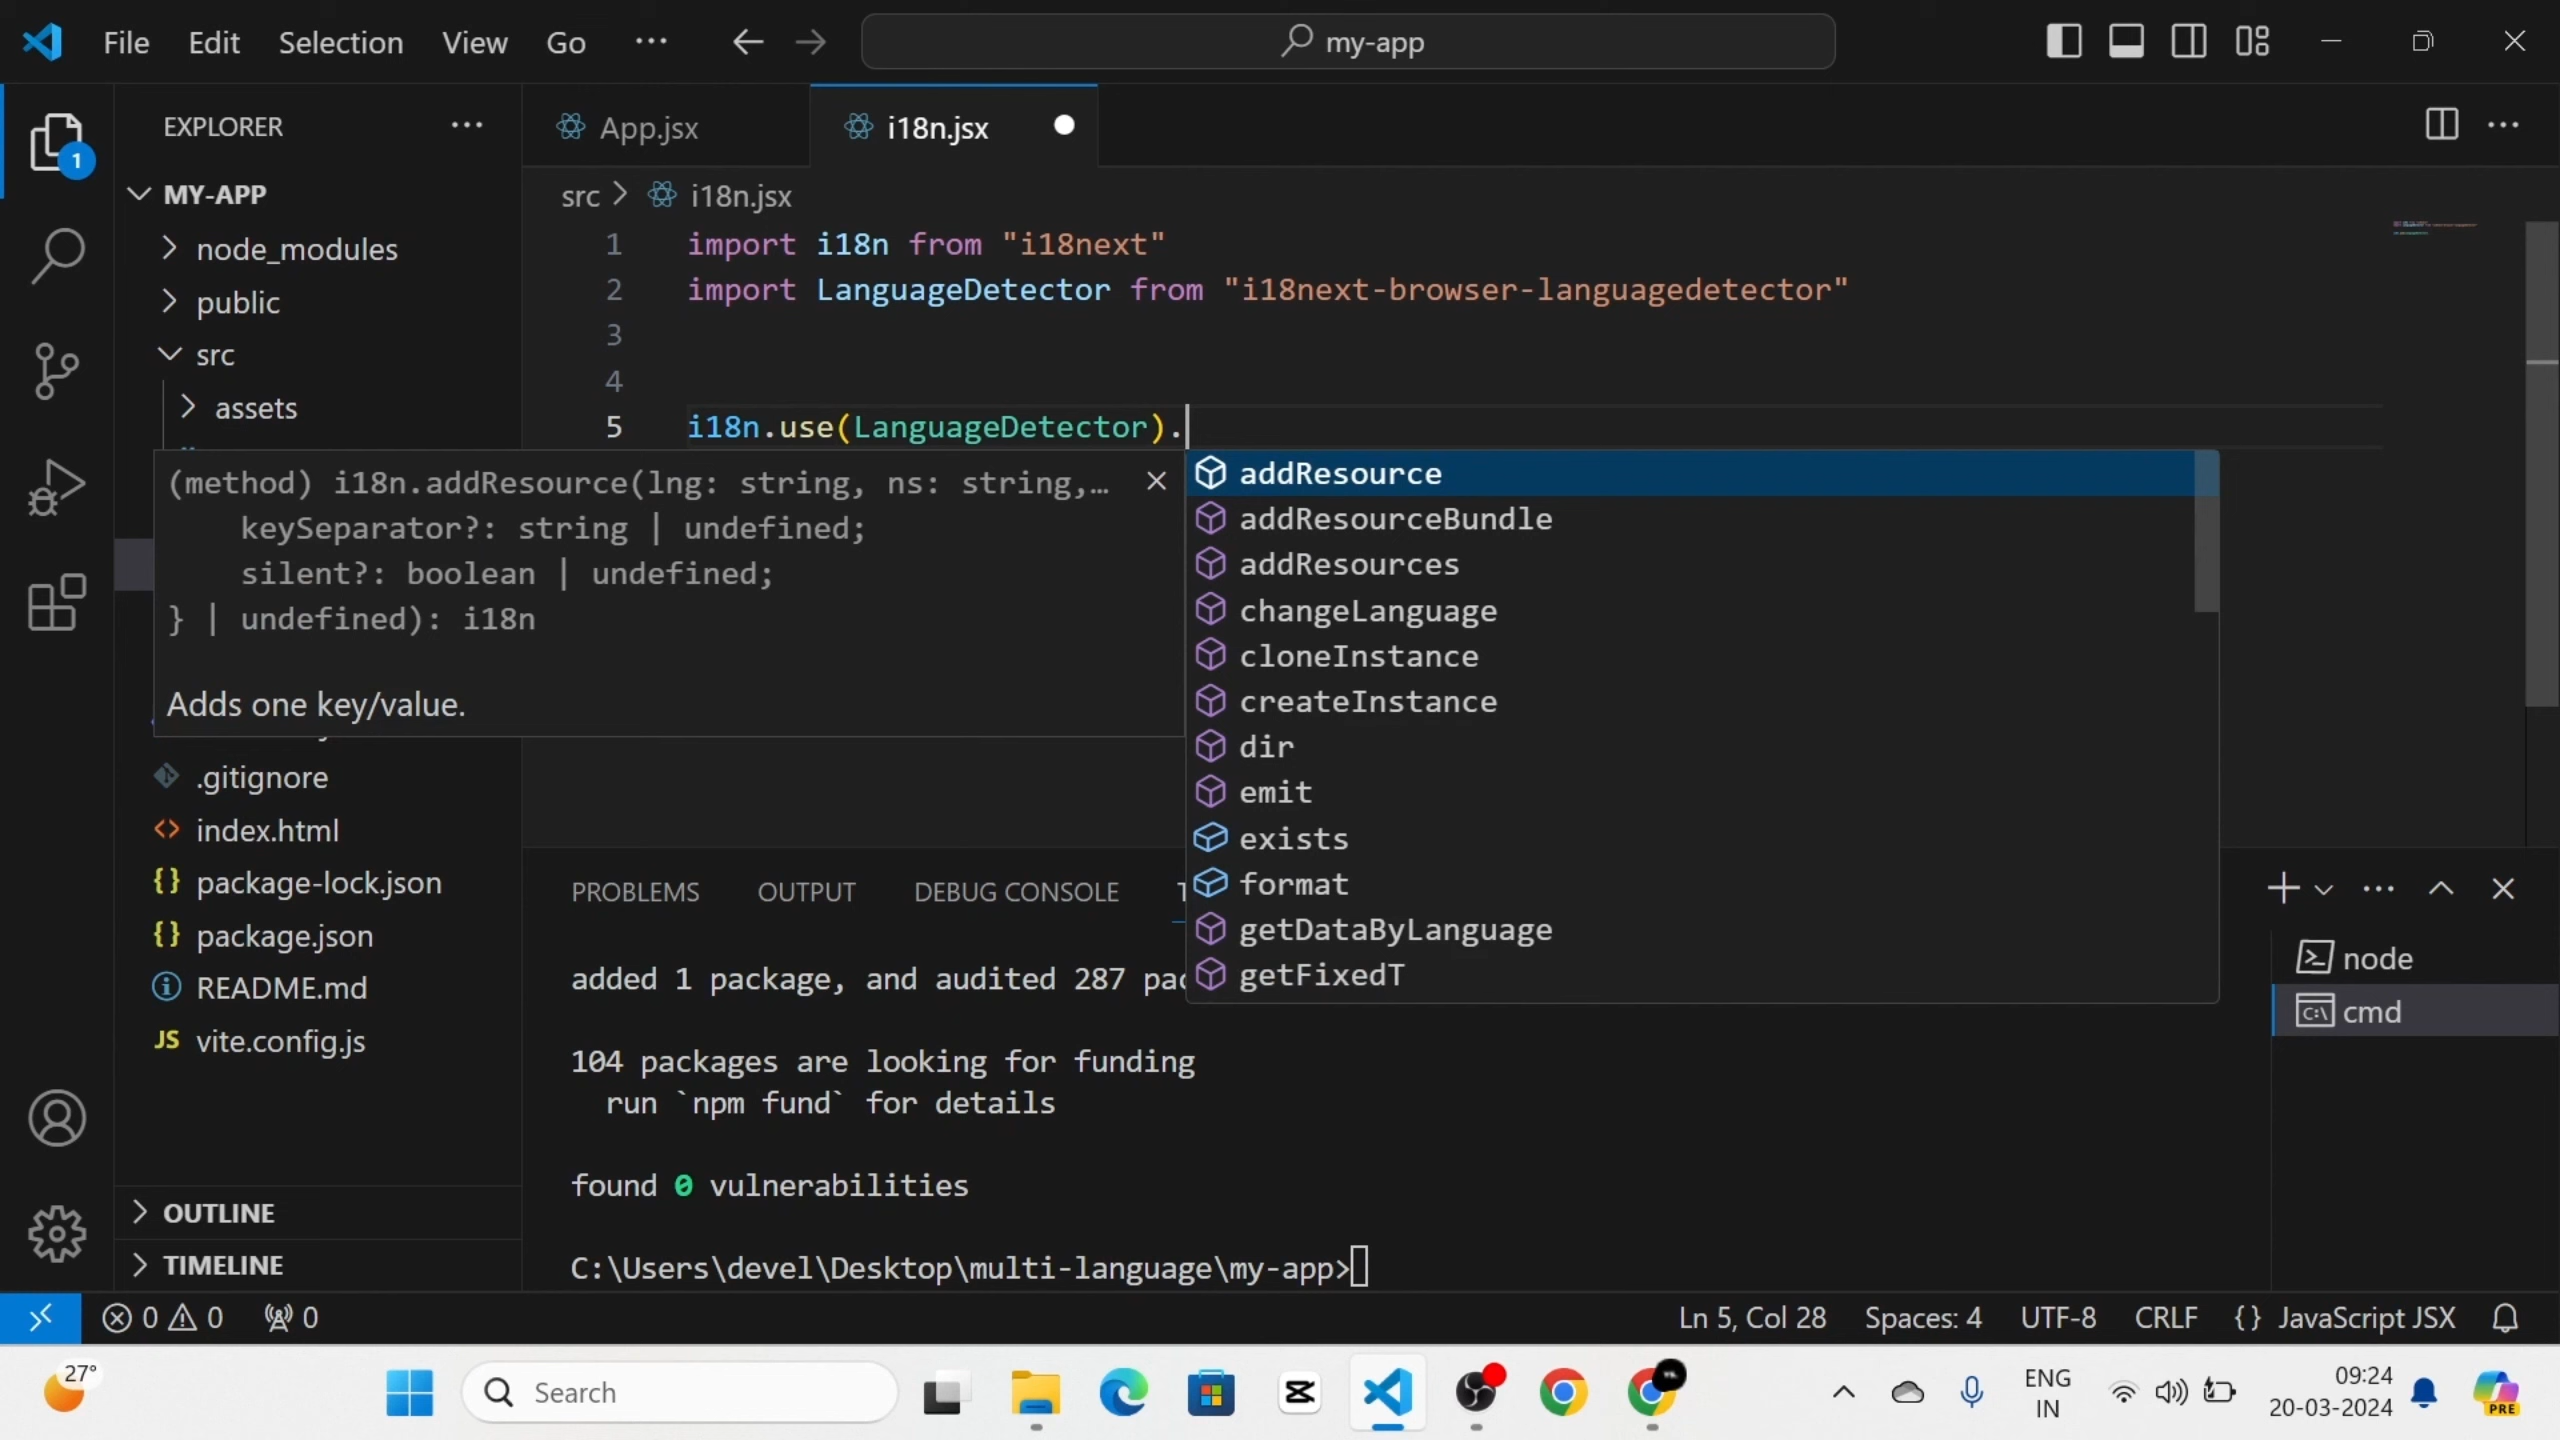 File Edit Selection View Go ··· my-app
EXPLORER ···
1
MY-APP
node_modules
public
src
assets
.gitignore
index.html
package-lock.json
package.json
README.md
JS vite.config.js
OUTLINE
TIMELINE
App.jsx
i18n.jsx
src > i18n.jsx
1 import i18n from "i18next"
2 import LanguageDetector from "i18next-browser-languagedetector"
3
4
5 i18n.use(LanguageDetector).
(method) i18n.addResource(lng: string, ns: string,…
keySeparator?: string | undefined;
silent?: boolean | undefined;
} | undefined): i18n
Adds one key/value.
addResource
addResourceBundle
addResources
changeLanguage
cloneInstance
createInstance
dir
emit
exists
format
getDataByLanguage
getFixedT
PROBLEMS OUTPUT DEBUG CONSOLE
added 1 package, and audited 287
104 packages are looking for funding
run `npm fund` for details
found 0 vulnerabilities
C:\Users\devel\Desktop\multi-language\my-app>
node
cmd
0 0 0
Ln 5, Col 28 Spaces: 4 UTF-8 CRLF {} JavaScript JSX
27°
Search
ENG
IN
09:24
20-03-2024
PRE